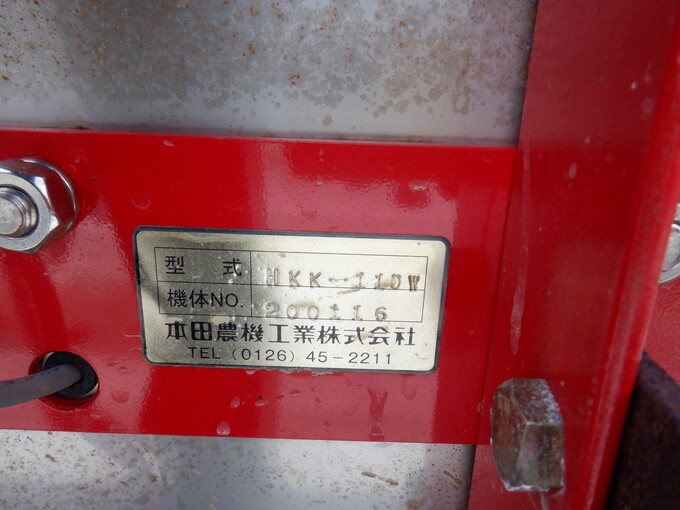 型 式 HKK-110W
機体NO. 200116
本田農機工業株式会社
TEL (0126) 45-2211